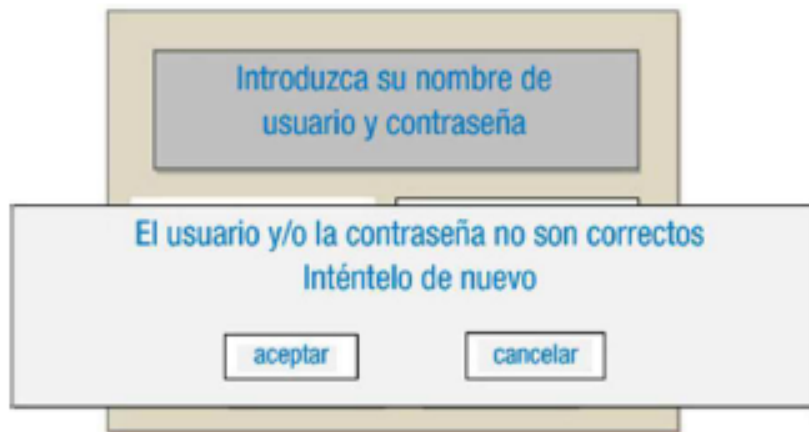 Introduzca su nombre de
usuario y contraseña
El usuario y/o la contraseña no son correctos
Inténtelo de nuevo
aceptar
cancelar